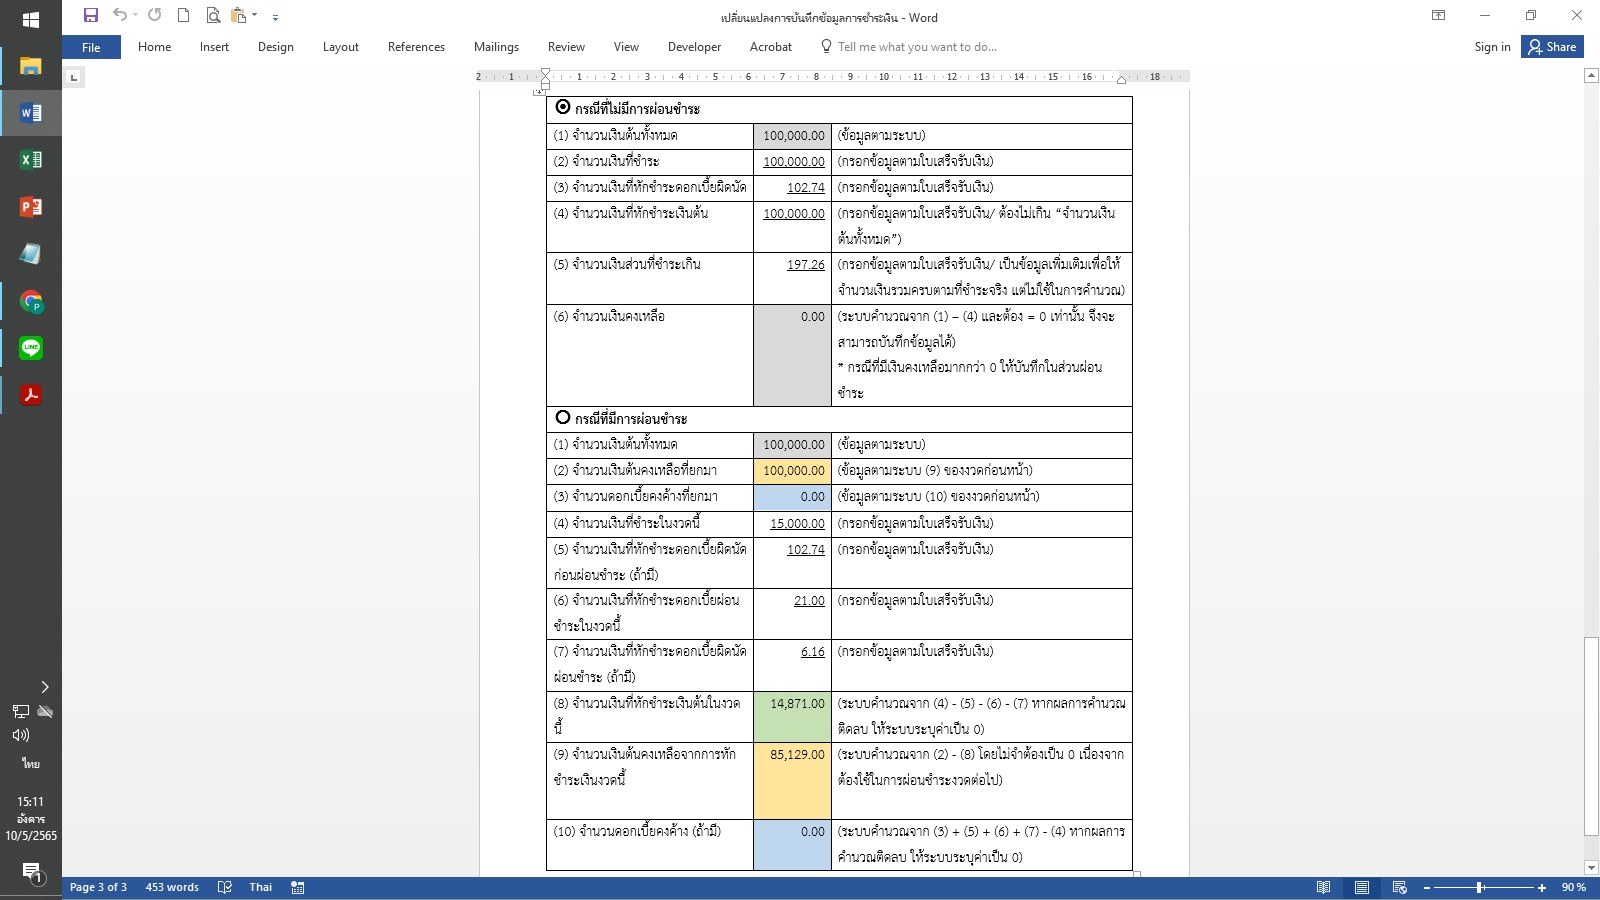 เปลี่ยนแปลงการบันทึกข้อมูลการชำระเงิน - Word
File Home Insert Design Layout References Mailings Review View Developer Acrobat Tell me what you want to do... Sign in Share
2 1 5 1 2 3 4 5 6 7 8 9 10 11 12 13 14 15 16 18
กรณีที่ไม่มีการผ่อนชำระ
(1) จำนวนเงินต้นทั้งหมด 100,000.00 (ข้อมูลตามระบบ)
(2) จำนวนเงินที่ชำระ 100,000.00 (กรอกข้อมูลตามใบเสร็จรับเงิน)
(3) จำนวนเงินที่หักชำระดอกเบี้ยผิดนัด 102.74 (กรอกข้อมูลตามใบเสร็จรับเงิน)
(4) จำนวนเงินที่หักชำระเงินต้น 100,000.00 (กรอกข้อมูลตามใบเสร็จรับเงิน/ ต้องไม่เกิน “จำนวนเงิน
ต้นทั้งหมด”)
(5) จำนวนเงินส่วนที่ชำระเกิน 197.26 (กรอกข้อมูลตามใบเสร็จรับเงิน/ เป็นข้อมูลเพิ่มเติมเพื่อให้
จำนวนเงินรวมครบตามที่ชำระจริง แต่ไม่ใช้ในการคำนวณ)
(6) จำนวนเงินคงเหลือ 0.00 (ระบบคำนวณจาก (1) – (4) และต้อง = 0 เท่านั้น จึงจะ
สามารถบันทึกข้อมูลได้)
* กรณีที่มีเงินคงเหลือมากกว่า 0 ให้บันทึกในส่วนผ่อน
ชำระ
กรณีที่มีการผ่อนชำระ
(1) จำนวนเงินต้นทั้งหมด 100,000.00 (ข้อมูลตามระบบ)
(2) จำนวนเงินต้นคงเหลือที่ยกมา 100,000.00 (ข้อมูลตามระบบ (9) ของงวดก่อนหน้า)
(3) จำนวนดอกเบี้ยคงค้างที่ยกมา 0.00 (ข้อมูลตามระบบ (10) ของงวดก่อนหน้า)
(4) จำนวนเงินที่ชำระในงวดนี้ 15,000.00 (กรอกข้อมูลตามใบเสร็จรับเงิน)
(5) จำนวนเงินที่หักชำระดอกเบี้ยผิดนัด 102.74 (กรอกข้อมูลตามใบเสร็จรับเงิน)
ก่อนผ่อนชำระ (ถ้ามี)
(6) จำนวนเงินที่หักชำระดอกเบี้ยผ่อน 21.00 (กรอกข้อมูลตามใบเสร็จรับเงิน)
ชำระในงวดนี้
(7) จำนวนเงินที่หักชำระดอกเบี้ยผิดนัด 6.16 (กรอกข้อมูลตามใบเสร็จรับเงิน)
ผ่อนชำระ (ถ้ามี)
(8) จำนวนเงินที่หักชำระเงินต้นในงวด 14,871.00 (ระบบคำนวณจาก (4) - (5) - (6) - (7) หากผลการคำนวณ
นี้ ติดลบ ให้ระบบระบุค่าเป็น 0)
(9) จำนวนเงินต้นคงเหลือจากการหัก 85,129.00 (ระบบคำนวณจาก (2) - (8) โดยไม่จำต้องเป็น 0 เนื่องจาก
ชำระเงินงวดนี้ ต้องใช้ในการผ่อนชำระงวดต่อไป)
(10) จำนวนดอกเบี้ยคงค้าง (ถ้ามี) 0.00 (ระบบคำนวณจาก (3) + (5) + (6) + (7) - (4) หากผลการ
คำนวณติดลบ ให้ระบบระบุค่าเป็น 0)
ไทย
15:11
อังคาร
10/5/2565
1
Page 3 of 3 453 words Thai 90 %